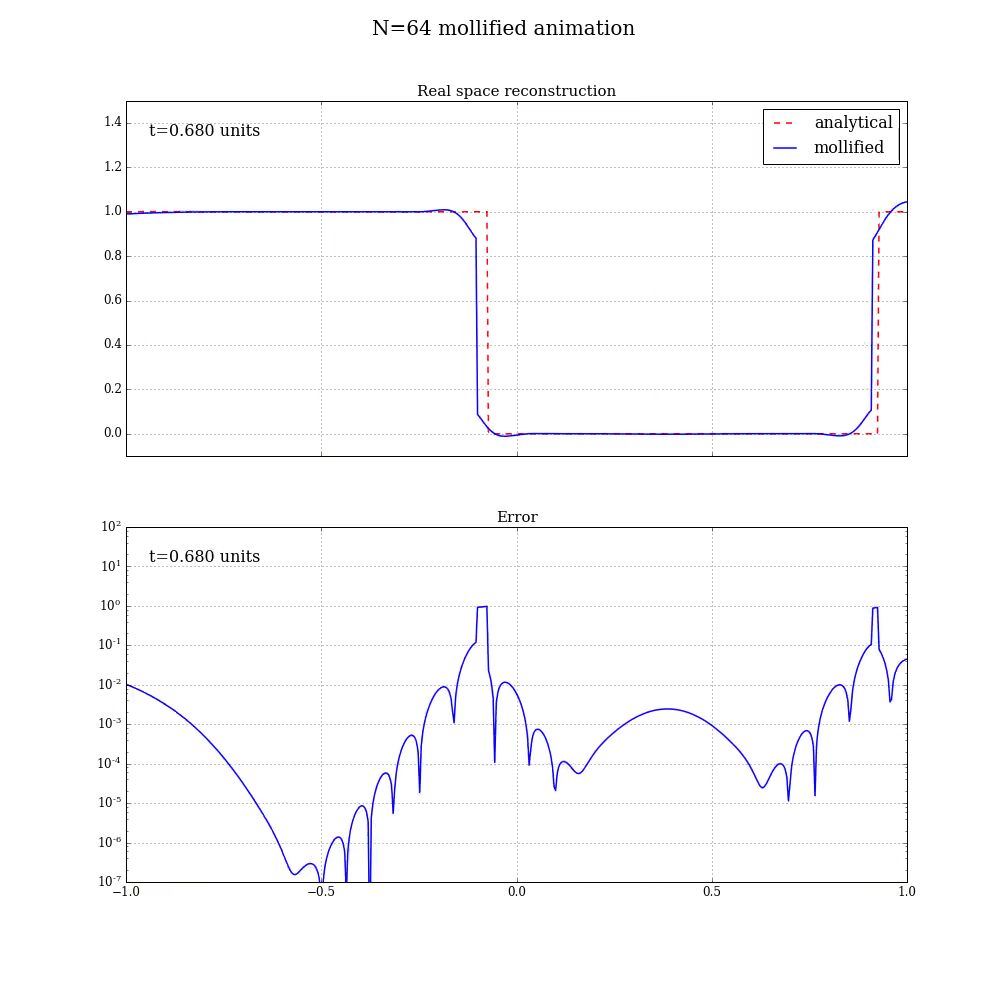 N=64 mollified animation
Real space reconstruction
t=0.680 units
analytical
mollified
1.4
1.2
1.0
0.8
0.6
0.4
0.2
0.0
Error
t=0.680 units
10²
10¹
10⁰
10⁻¹
10⁻²
10⁻³
10⁻⁴
10⁻⁵
10⁻⁶
10⁻⁷
−1.0 −0.5 0.0 0.5 1.0